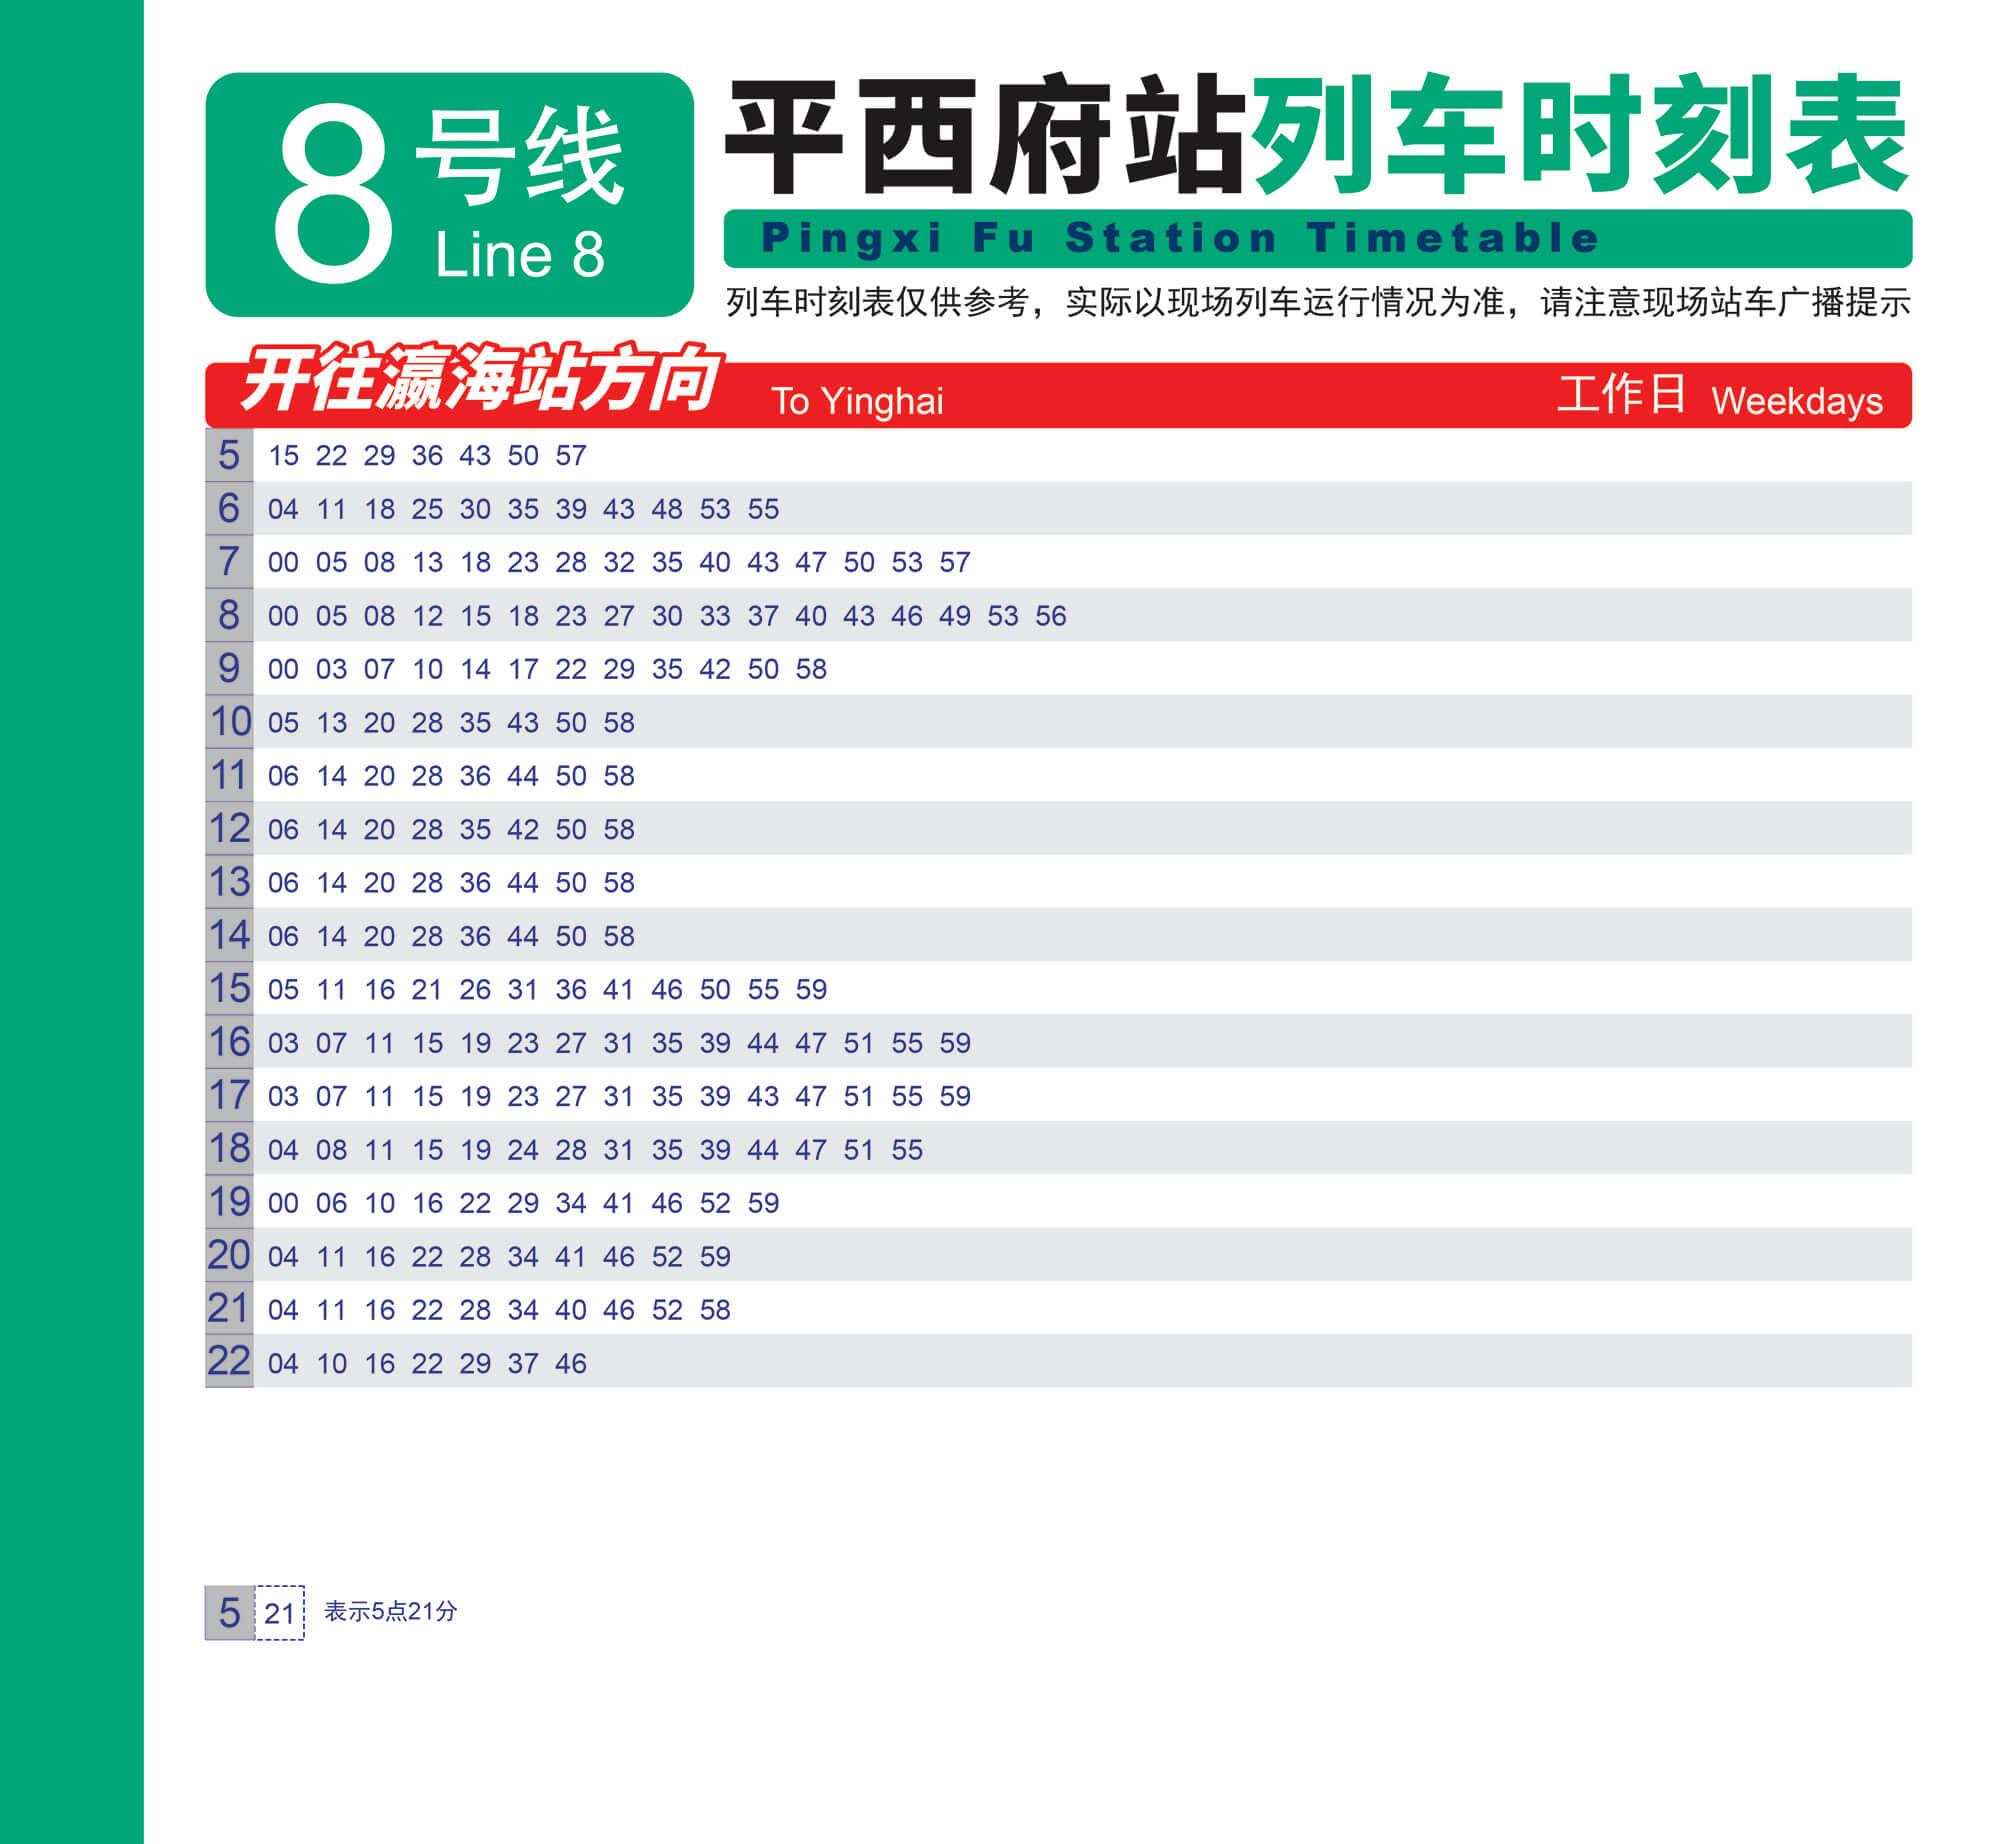 8号线
Line 8
平西府站列车时刻表
Pingxi Fu Station Timetable
列车时刻表仅供参考，实际以现场列车运行情况为准，请注意现场站车广播提示
开往瀛海站方向 To Yinghai 工作日 Weekdays
5 15 22 29 36 43 50 57
6 04 11 18 25 30 35 39 43 48 53 55
7 00 05 08 13 18 23 28 32 35 40 43 47 50 53 57
8 00 05 08 12 15 18 23 27 30 33 37 40 43 46 49 53 56
9 00 03 07 10 14 17 22 29 35 42 50 58
10 05 13 20 28 35 43 50 58
11 06 14 20 28 36 44 50 58
12 06 14 20 28 35 42 50 58
13 06 14 20 28 36 44 50 58
14 06 14 20 28 36 44 50 58
15 05 11 16 21 26 31 36 41 46 50 55 59
16 03 07 11 15 19 23 27 31 35 39 44 47 51 55 59
17 03 07 11 15 19 23 27 31 35 39 43 47 51 55 59
18 04 08 11 15 19 24 28 31 35 39 44 47 51 55
19 00 06 10 16 22 29 34 41 46 52 59
20 04 11 16 22 28 34 41 46 52 59
21 04 11 16 22 28 34 40 46 52 58
22 04 10 16 22 29 37 46
5 21 表示5点21分